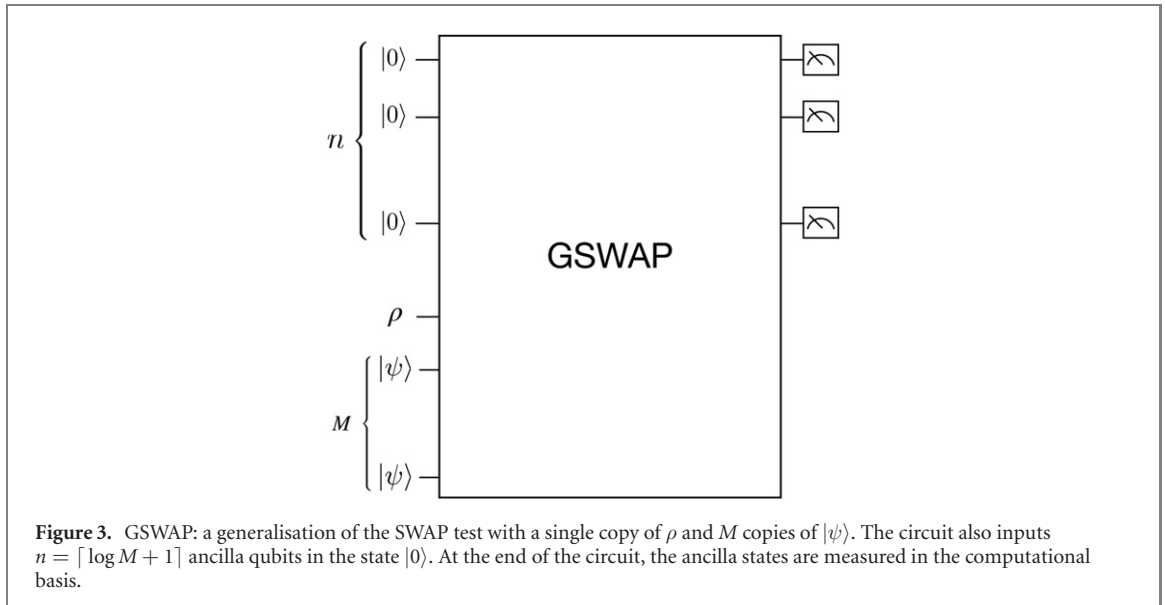 |0⟩
|0⟩
n
|0⟩
GSWAP
ρ
|ψ⟩
M
|ψ⟩
Figure 3. GSWAP: a generalisation of the SWAP test with a single copy of ρ and M copies of |ψ⟩. The circuit also inputs
n = ⌈log M + 1⌉ ancilla qubits in the state |0⟩. At the end of the circuit, the ancilla states are measured in the computational
basis.